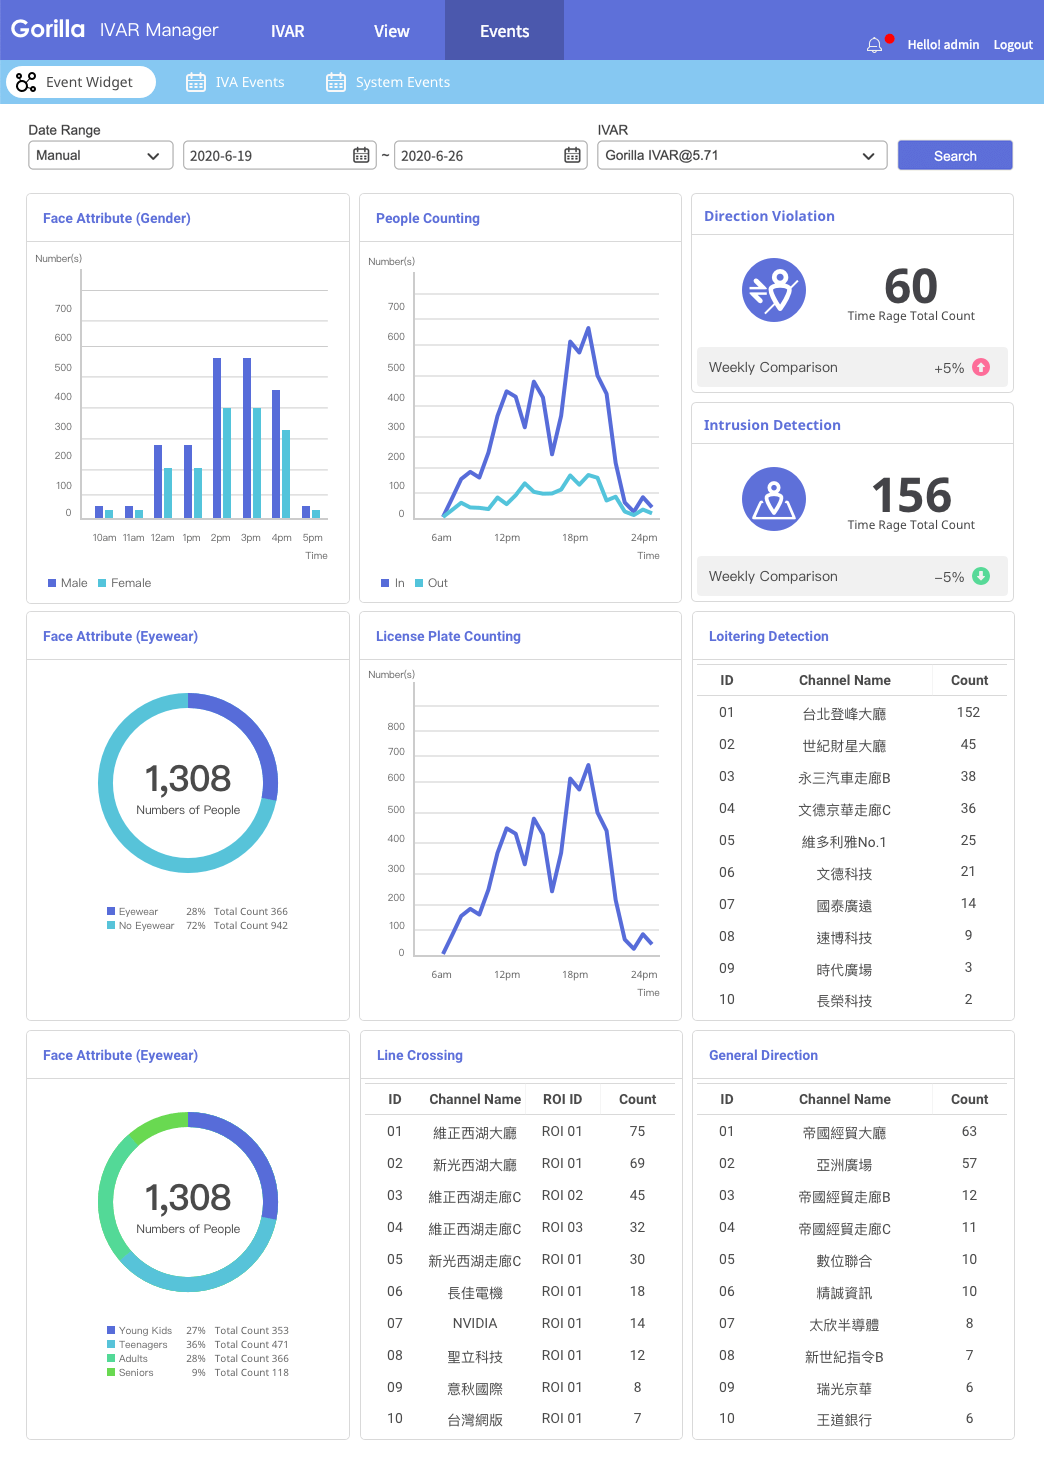 Gorilla IVAR Manager IVAR View Events
Hello! admin Logout
Event Widget IVA Events System Events
Date Range
IVAR
Manual 2020-6-19 ~ 2020-6-26 Gorilla IVAR@5.71 Search
Face Attribute (Gender)
Number(s)
700
600
500
400
300
200
100
0
10am 11am 12am 1pm 2pm 3pm 4pm 5pm
Time
Male Female
People Counting
Number(s)
700
600
500
400
300
200
100
0
6am 12pm 18pm 24pm
Time
In Out
Direction Violation
60
Time Rage Total Count
Weekly Comparison +5%
Intrusion Detection
156
Time Rage Total Count
Weekly Comparison −5%
Face Attribute (Eyewear)
1,308
Numbers of People
Eyewear 28% Total Count 366
No Eyewear 72% Total Count 942
License Plate Counting
Number(s)
800
700
600
500
400
300
200
100
0
6am 12pm 18pm 24pm
Time
Loitering Detection
ID Channel Name Count
01 台北登峰大廳 152
02 世紀財星大廳 45
03 永三汽車走廊B 38
04 文德京華走廊C 36
05 維多利雅No.1 25
06 文德科技 21
07 國泰廣遠 14
08 速博科技 9
09 時代廣場 3
10 長榮科技 2
Face Attribute (Eyewear)
1,308
Numbers of People
Young Kids 27% Total Count 353
Teenagers 36% Total Count 471
Adults 28% Total Count 366
Seniors 9% Total Count 118
Line Crossing
ID Channel Name ROI ID Count
01 維正西湖大廳 ROI 01 75
02 新光西湖大廳 ROI 01 69
03 維正西湖走廊C ROI 02 45
04 維正西湖走廊C ROI 03 32
05 新光西湖走廊C ROI 01 30
06 長佳電機 ROI 01 18
07 NVIDIA ROI 01 14
08 聖立科技 ROI 01 12
09 意秋國際 ROI 01 8
10 台灣網版 ROI 01 7
General Direction
ID Channel Name Count
01 帝國經貿大廳 63
02 亞洲廣場 57
03 帝國經貿走廊B 12
04 帝國經貿走廊C 11
05 數位聯合 10
06 精誠資訊 10
07 太欣半導體 8
08 新世紀指令B 7
09 瑞光京華 6
10 王道銀行 6